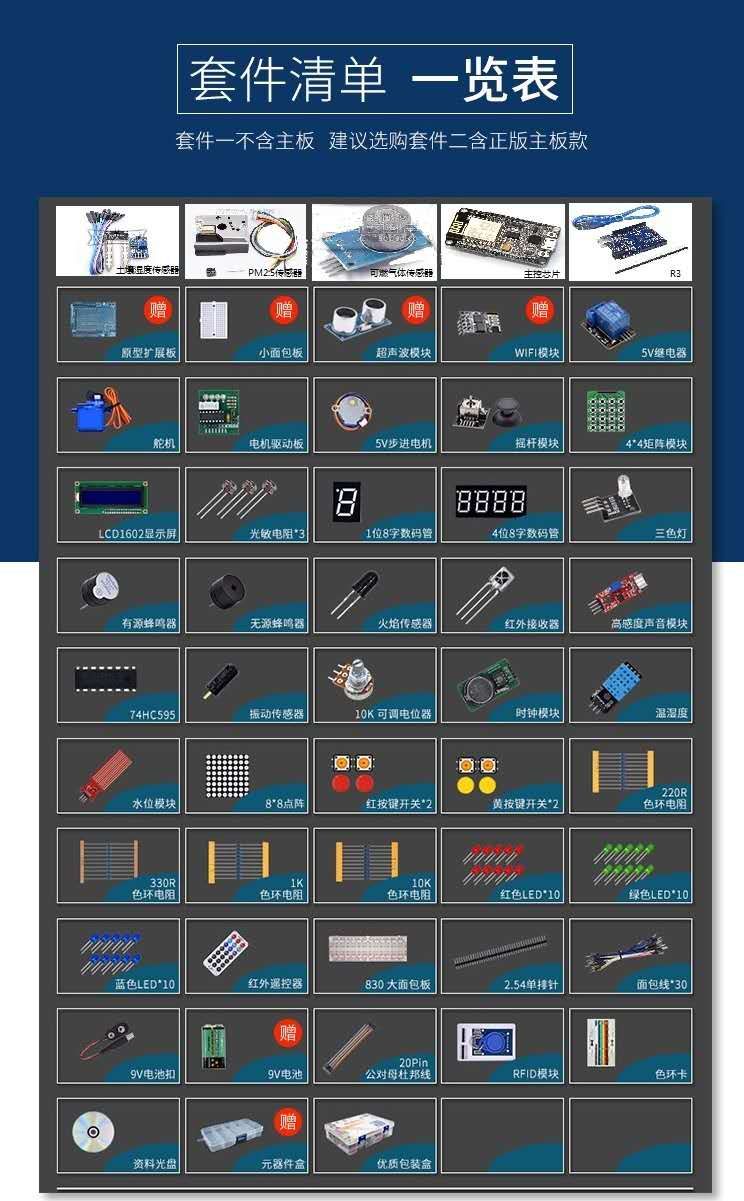 套件清单 一览表
套件一不含主板 建议选购套件二含正版主板款
土壤湿度传感器
PM2.5传感器
可燃气体传感器
主控芯片
R3
赠
原型扩展板
赠
小面包板
赠
超声波模块
赠
WIFI模块
5V继电器
舵机
电机驱动板
5V步进电机
摇杆模块
4*4矩阵模块
LCD1602显示屏
光敏电阻*3
1位8字数码管
4位8字数码管
三色灯
有源蜂鸣器
无源蜂鸣器
火焰传感器
红外接收器
高感度声音模块
74HC595
振动传感器
10K 可调电位器
时钟模块
温湿度
水位模块
8*8点阵
红按键开关*2
黄按键开关*2
220R
色环电阻
330R
色环电阻
1K
色环电阻
10K
色环电阻
红色LED*10
绿色LED*10
蓝色LED*10
红外遥控器
830 大面包板
2.54单排针
面包线*30
9V电池扣
赠
9V电池
20Pin
公对母杜邦线
RFID模块
色环卡
资料光盘
赠
元器件盒
优质包装盒